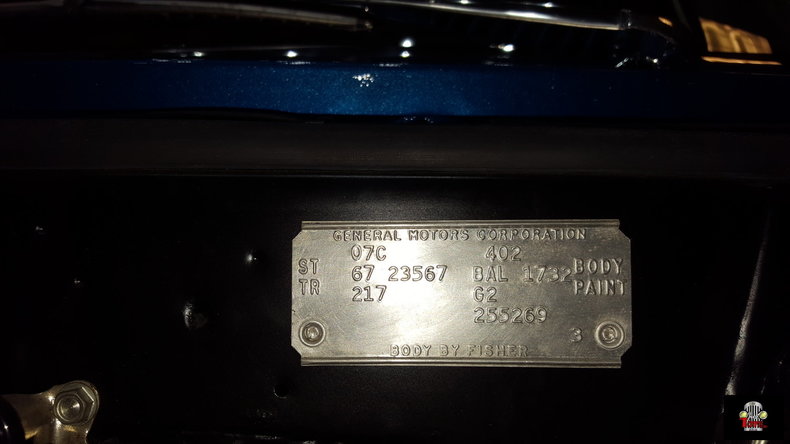 GENERAL MOTORS CORPORATION
07C 402
ST 67 23567 BAL 1732 BODY
TR 217 G2 PAINT
255269
3
BODY BY FISHER